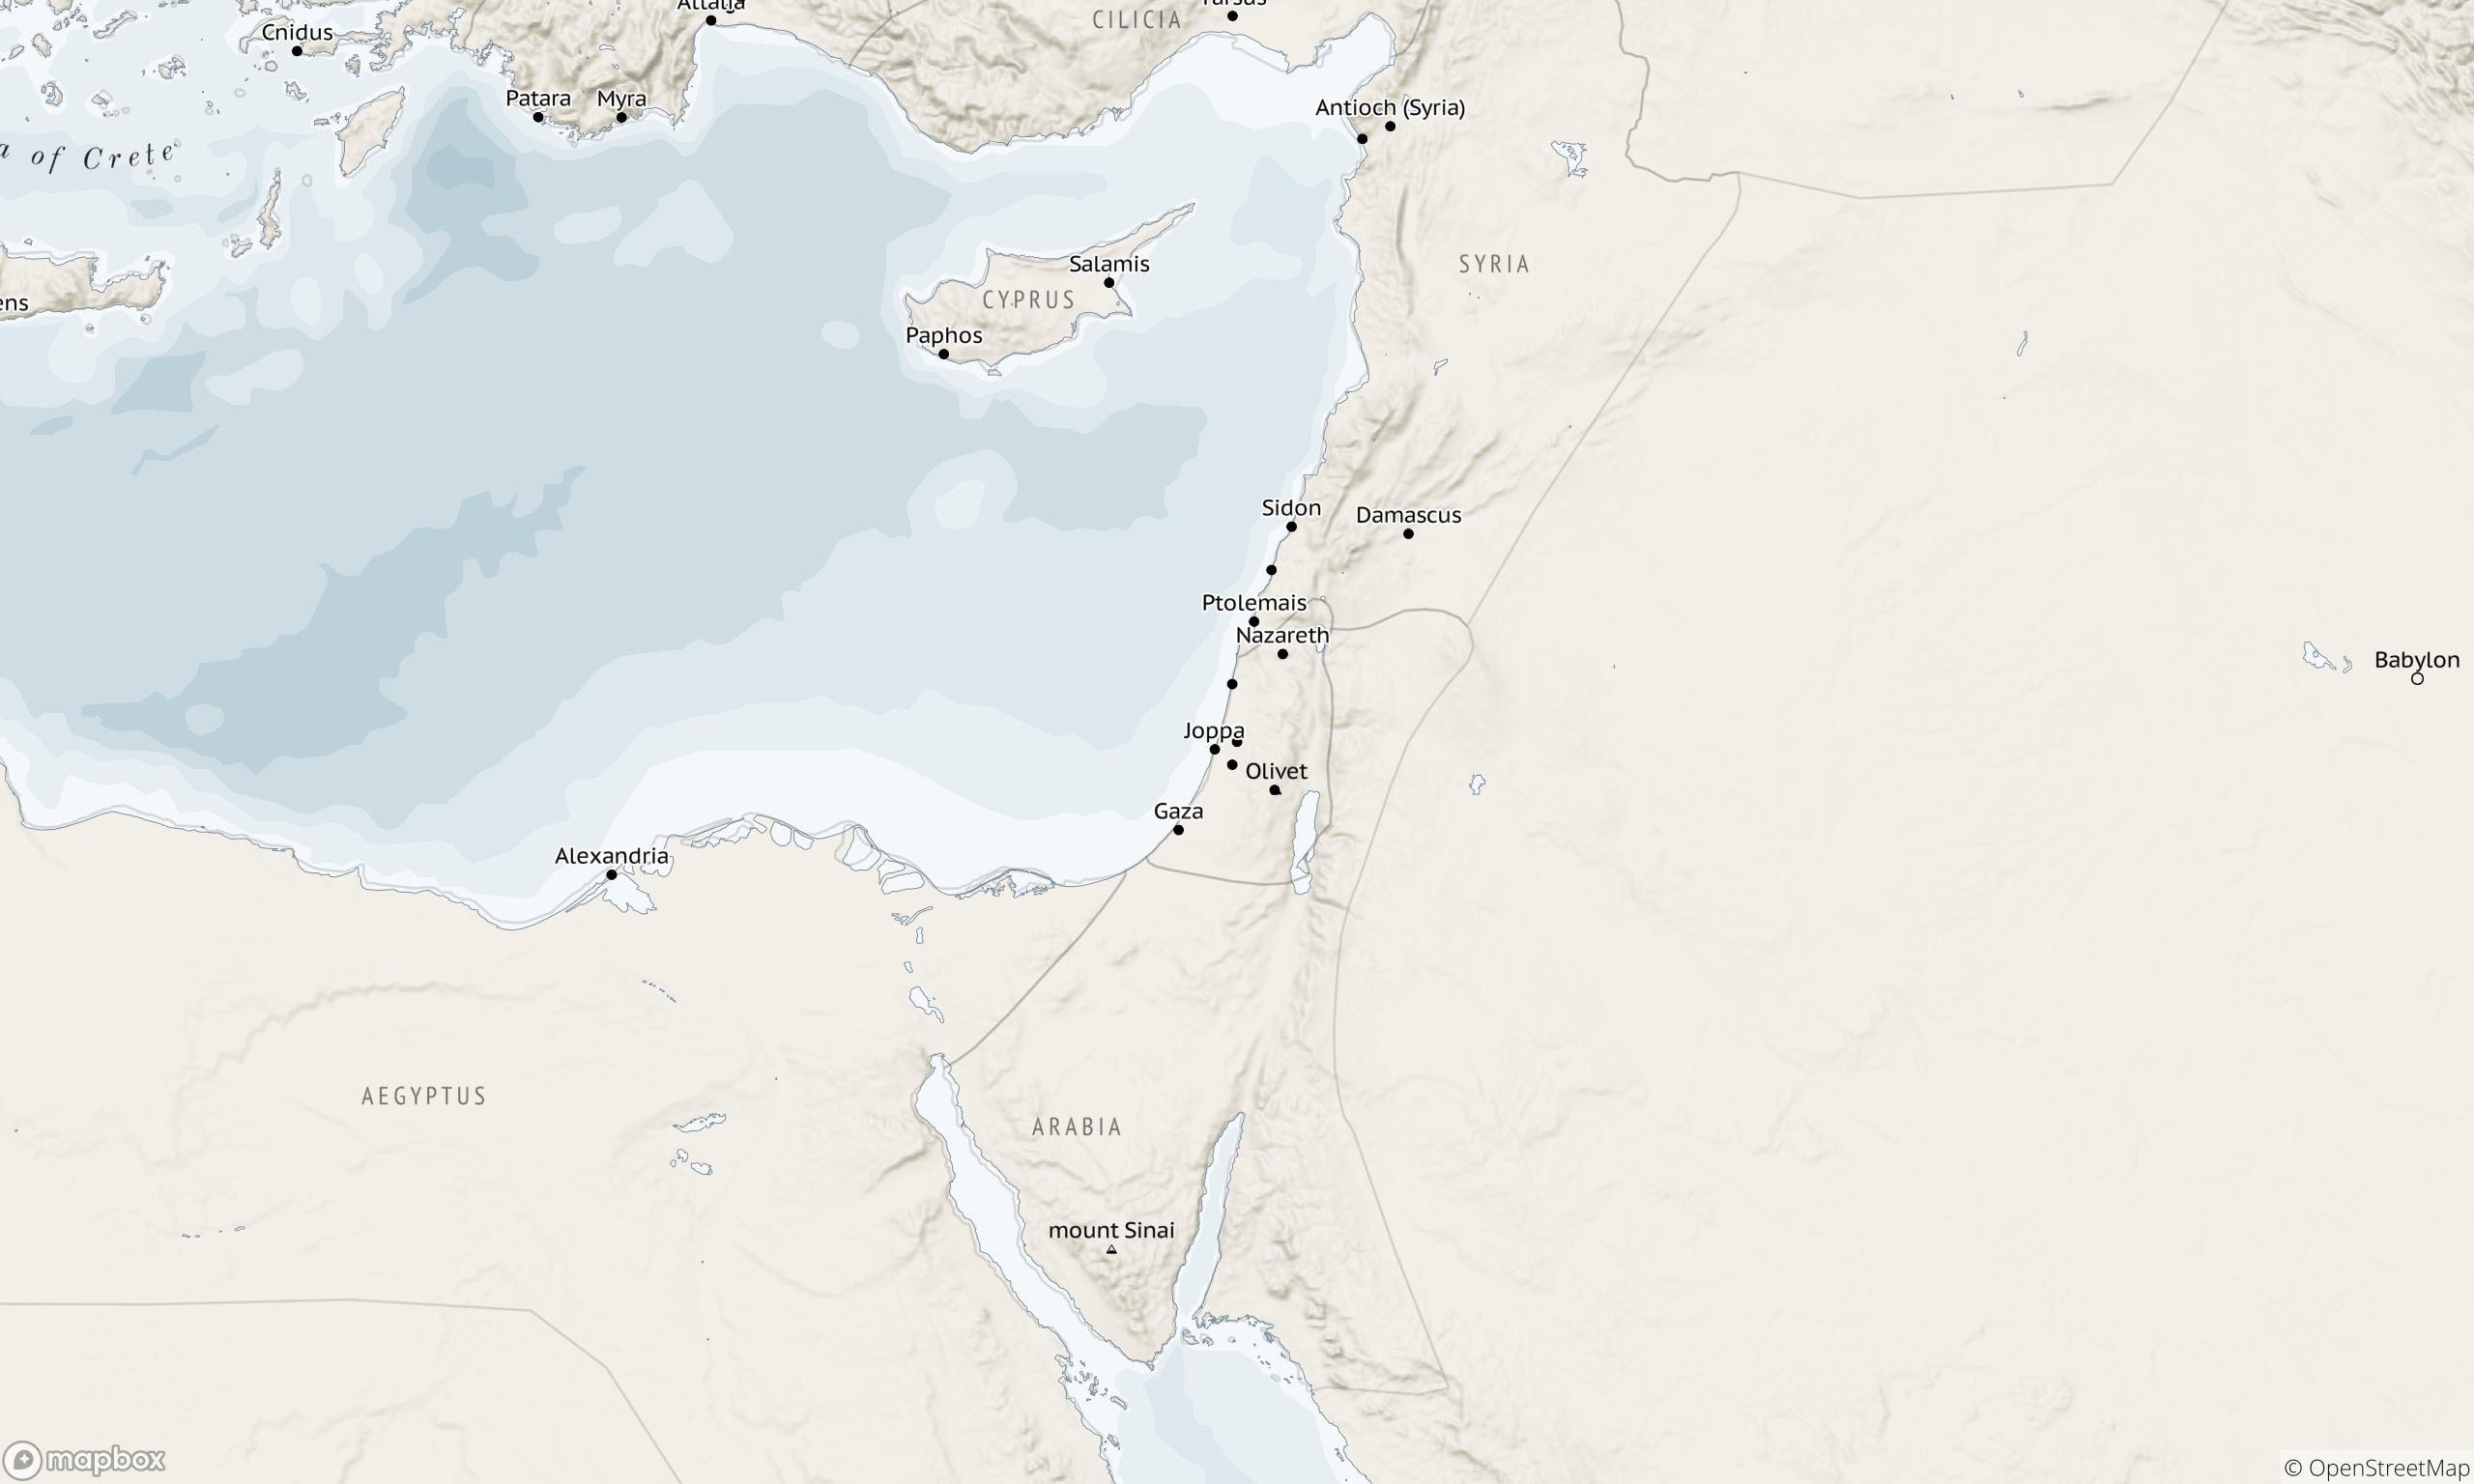 Attalia
CILICIA
Tarsus
Cnidus
Patara
Myra
Antioch (Syria)
a of Crete
SYRIA
Salamis
CYPRUS
ens
Paphos
Sidon
Damascus
Ptolemais
Nazareth
Babylon
Joppa
Olivet
Gaza
Alexandria
AEGYPTUS
ARABIA
mount Sinai
mapbox
© OpenStreetMap